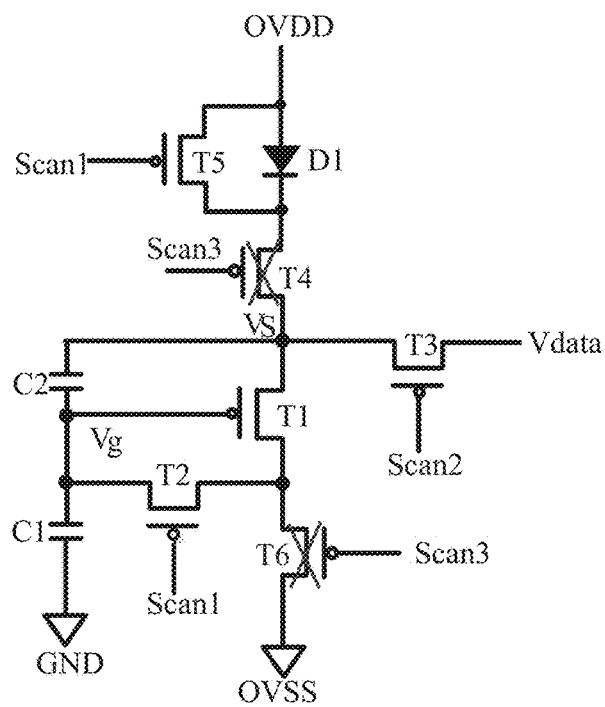 OVDD
Scan1
T5
D1
Scan3
T4
VS
T3
Vdata
C2
T1
Vg
Scan2
T2
C1
T6
Scan3
Scan1
GND
OVSS